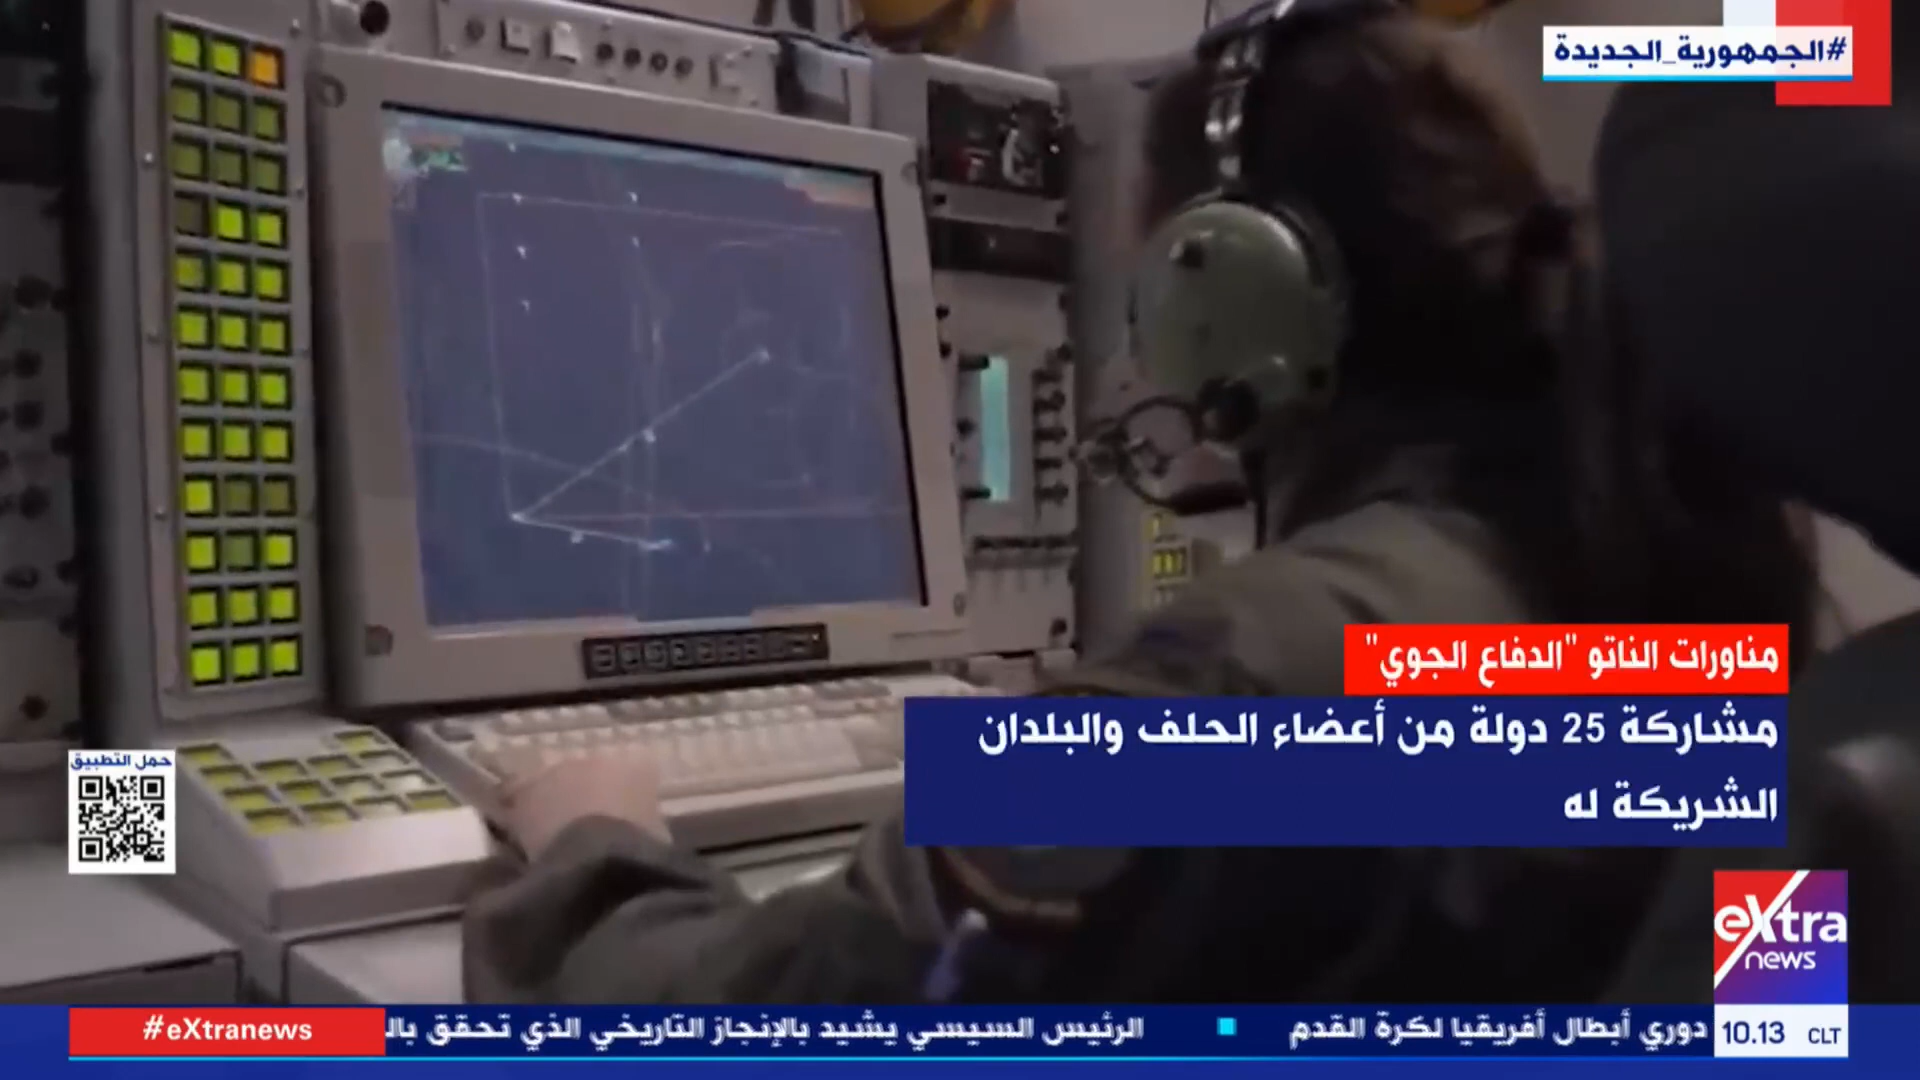 #الجمهورية_الجديدة
مناورات الناتو "الدفاع الجوي"
مشاركة 25 دولة من أعضاء الحلف والبلدان
الشريكة له
حمل التطبيق
eXtra
news
#eXtranews
دوري أبطال أفريقيا لكرة القدم
الرئيس السيسي يشيد بالإنجاز التاريخي الذي تحقق بال
10.13 CLT